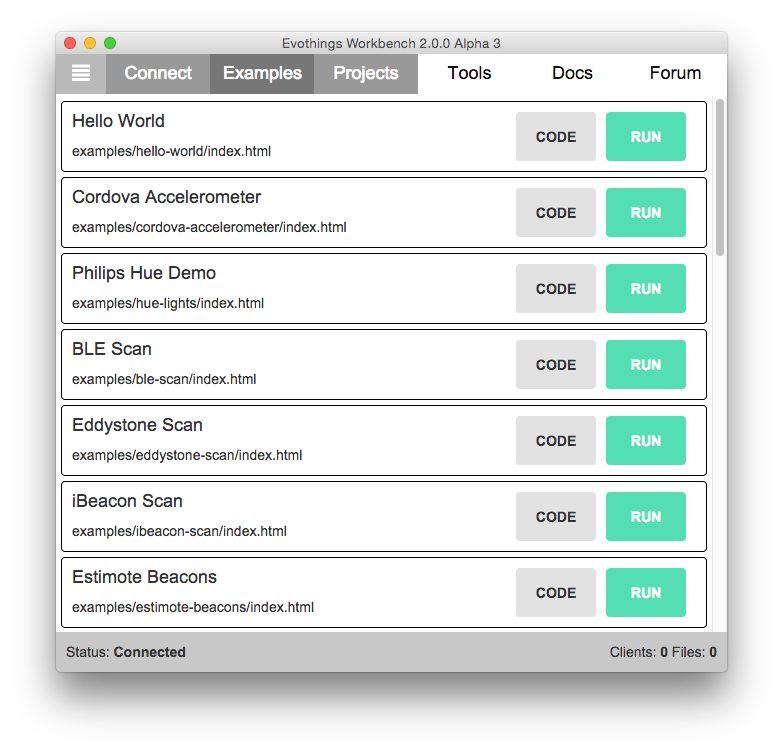 Evothings Workbench 2.0.0 Alpha 3
Connect Examples Projects Tools Docs Forum
Hello World
examples/hello-world/index.html
CODE RUN
Cordova Accelerometer
examples/cordova-accelerometer/index.html
CODE RUN
Philips Hue Demo
examples/hue-lights/index.html
CODE RUN
BLE Scan
examples/ble-scan/index.html
CODE RUN
Eddystone Scan
examples/eddystone-scan/index.html
CODE RUN
iBeacon Scan
examples/ibeacon-scan/index.html
CODE RUN
Estimote Beacons
examples/estimote-beacons/index.html
CODE RUN
Status: Connected Clients: 0 Files: 0